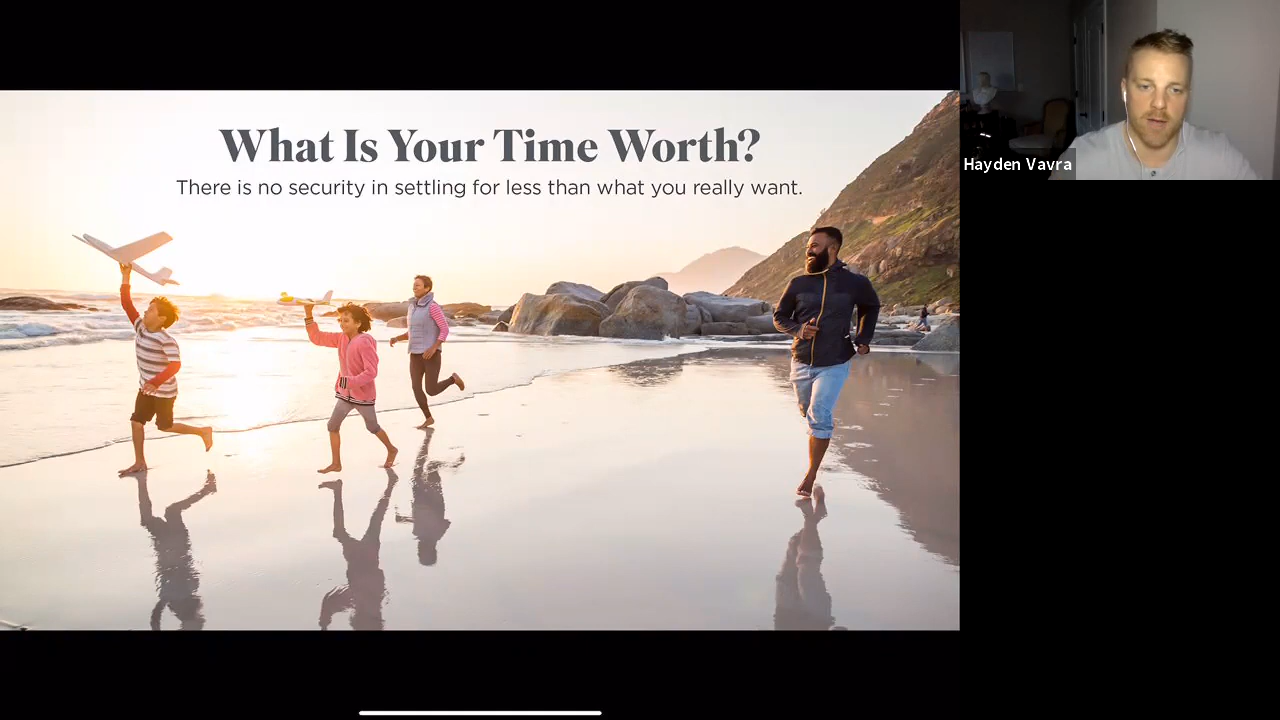 What Is Your Time Worth?
There is no security in settling for less than what you really want.
Hayden Vavra